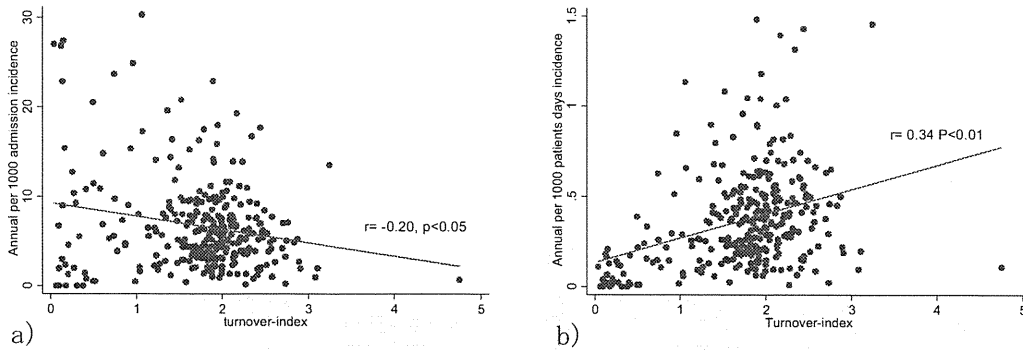 30
20
10
0
Annual per 1000 admission incidence
r= -0.20, p<0.05
0 1 2 3 4 5
turnover-index
a)
1.5
1
.5
0
Annual per 1000 patients days incidence
r= 0.34 P<0.01
0 1 2 3 4 5
Turnover-index
b)